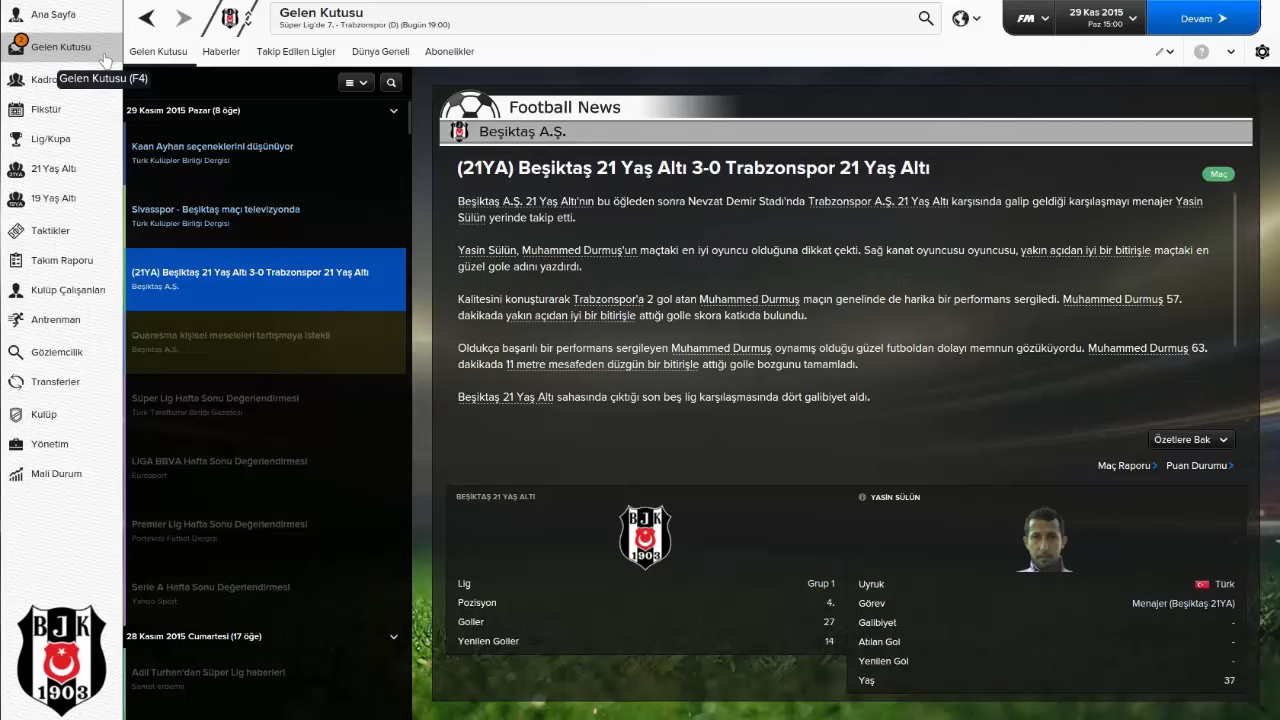 Ana Sayfa
2
Gelen Kutusu
Gelen Kutusu (F4)
Kadro
Fikstür
Lig/Kupa
21YA
21 Yaş Altı
19YA
19 Yaş Altı
Taktikler
Takım Raporu
Kulüp Çalışanları
Antrenman
Gözlemcilik
Transferler
Kulüp
Yönetim
Mali Durum
BJK
1903
Gelen Kutusu
Süper Lig'de 7. - Trabzonspor (D) (Bugün 19:00)
FM
29 Kas 2015
Paz 15:00
Devam
Gelen Kutusu
Haberler
Takip Edilen Ligler
Dünya Geneli
Abonelikler
29 Kasım 2015 Pazar (8 öğe)
Kaan Ayhan seçeneklerini düşünüyor
Türk Kulüpler Birliği Dergisi
Sivasspor - Beşiktaş maçı televizyonda
Türk Kulüpler Birliği Dergisi
(21YA) Beşiktaş 21 Yaş Altı 3-0 Trabzonspor 21 Yaş Altı
Beşiktaş A.Ş.
Quaresma kişisel meseleleri tartışmaya istekli
Beşiktaş A.Ş.
Süper Lig Hafta Sonu Değerlendirmesi
Türk Taraftarlar Birliği Gazetesi
LIGA BBVA Hafta Sonu Değerlendirmesi
Eurosport
Premier Lig Hafta Sonu Değerlendirmesi
Portekizli Futbol Dergisi
Serie A Hafta Sonu Değerlendirmesi
Yahoo Sport
28 Kasım 2015 Cumartesi (17 öğe)
Adil Turhan'dan Süper Lig haberleri
Samet erdams
Football News
Beşiktaş A.Ş.
(21YA) Beşiktaş 21 Yaş Altı 3-0 Trabzonspor 21 Yaş Altı
Maç
Beşiktaş A.Ş. 21 Yaş Altı'nın bu öğleden sonra Nevzat Demir Stadı'nda Trabzonspor A.Ş. 21 Yaş Altı karşısında galip geldiği karşılaşmayı menajer Yasin
Sülün yerinde takip etti.
Yasin Sülün, Muhammed Durmuş'un maçtaki en iyi oyuncu olduğuna dikkat çekti. Sağ kanat oyuncusu oyuncusu, yakın açıdan iyi bir bitirişle maçtaki en
güzel gole adını yazdırdı.
Kalitesini konuşturarak Trabzonspor'a 2 gol atan Muhammed Durmuş maçın genelinde de harika bir performans sergiledi. Muhammed Durmuş 57.
dakikada yakın açıdan iyi bir bitirişle attığı golle skora katkıda bulundu.
Oldukça başarılı bir performans sergileyen Muhammed Durmuş oynamış olduğu güzel futboldan dolayı memnun gözüküyordu. Muhammed Durmuş 63.
dakikada 11 metre mesafeden düzgün bir bitirişle attığı golle bozgunu tamamladı.
Beşiktaş 21 Yaş Altı sahasında çıktığı son beş lig karşılaşmasında dört galibiyet aldı.
Özetlere Bak
Maç Raporu
Puan Durumu
BEŞİKTAŞ 21 YAŞ ALTI
BJK
1903
Lig Grup 1
Pozisyon 4.
Goller 27
Yenilen Goller 14
YASİN SÜLÜN
Uyruk Türk
Görev Menajer (Beşiktaş 21YA)
Galibiyet -
Atılan Gol -
Yenilen Gol -
Yaş 37